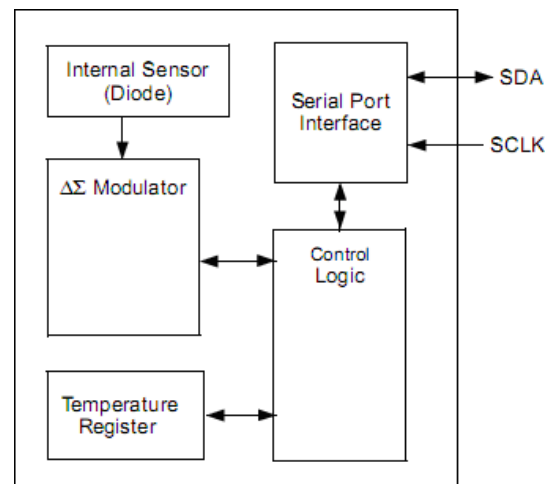 Internal Sensor
(Diode)
Serial Port
Interface
SDA
SCLK
ΔΣ Modulator
Control
Logic
Temperature
Register